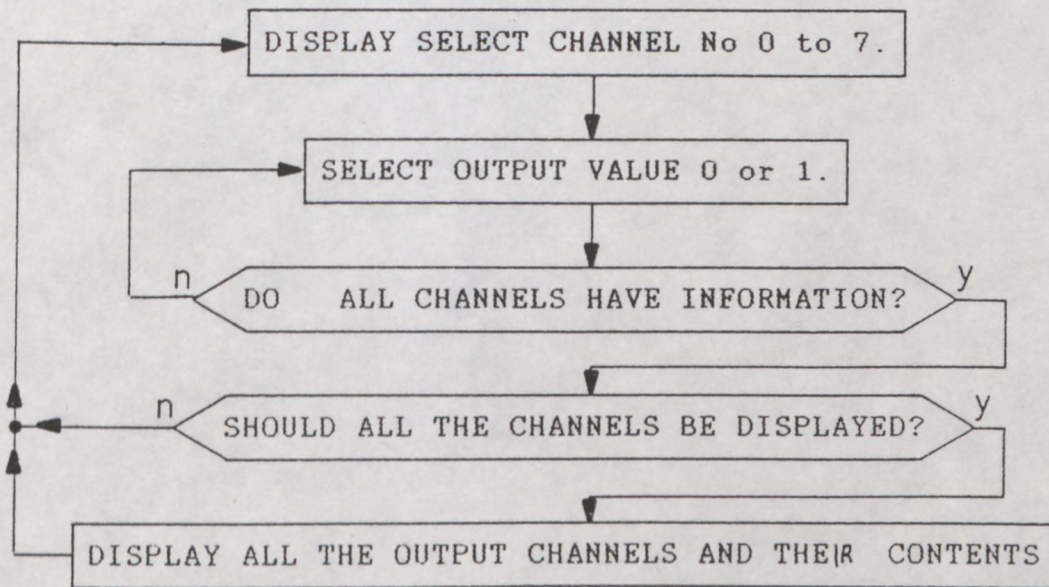 DISPLAY SELECT CHANNEL No 0 to 7.
SELECT OUTPUT VALUE 0 or 1.
n
y
DO ALL CHANNELS HAVE INFORMATION?
n
y
SHOULD ALL THE CHANNELS BE DISPLAYED?
DISPLAY ALL THE OUTPUT CHANNELS AND THEIR CONTENTS